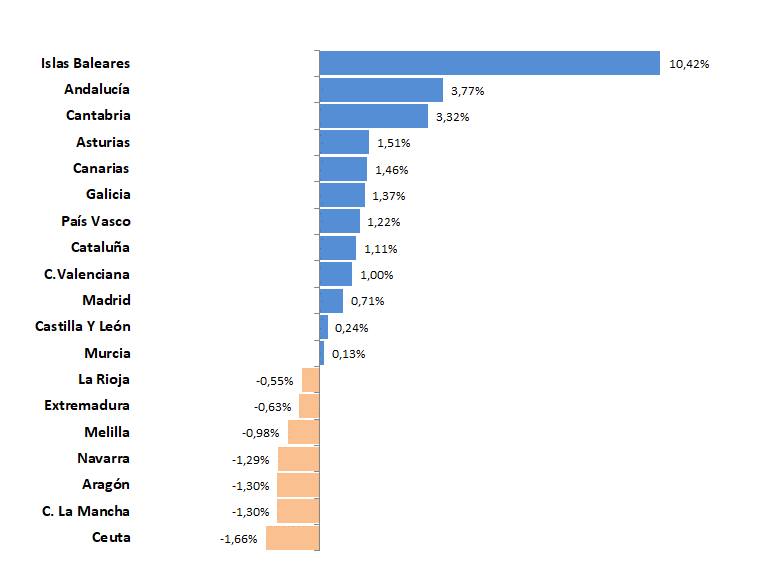 Islas Baleares 10,42%
Andalucía 3,77%
Cantabria 3,32%
Asturias 1,51%
Canarias 1,46%
Galicia 1,37%
País Vasco 1,22%
Cataluña 1,11%
C.Valenciana 1,00%
Madrid 0,71%
Castilla Y León 0,24%
Murcia 0,13%
La Rioja -0,55%
Extremadura -0,63%
Melilla -0,98%
Navarra -1,29%
Aragón -1,30%
C. La Mancha -1,30%
Ceuta -1,66%